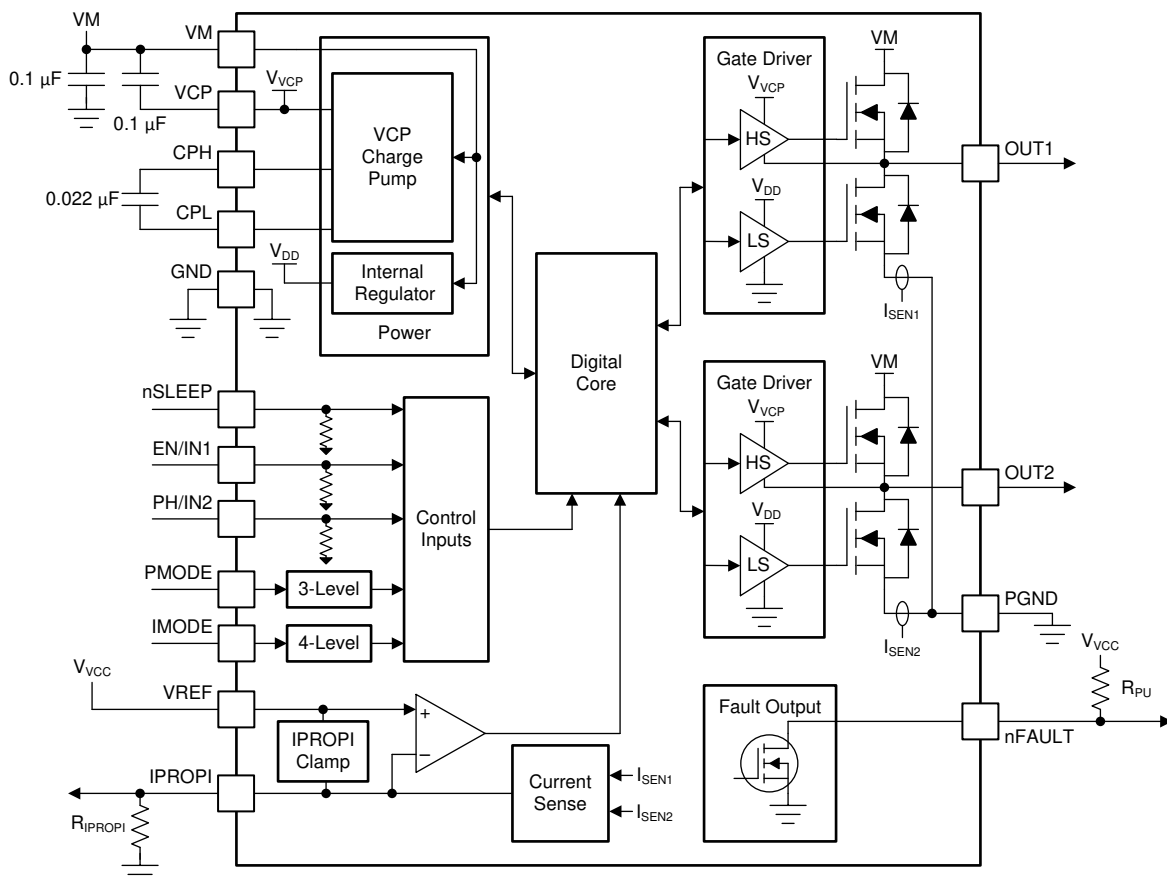 VM
VM
0.1 µF
VCP
0.1 µF
V_VCP
CPH
0.022 µF
CPL
GND
V_DD
VCP
Charge
Pump
Internal
Regulator
Power
nSLEEP
EN/IN1
PH/IN2
PMODE
3-Level
IMODE
4-Level
Control
Inputs
Digital
Core
V_VCC
VREF
IPROPI
Clamp
+
−
IPROPI
R_IPROPI
Current
Sense
I_SEN1
I_SEN2
Gate Driver
V_VCP
HS
V_DD
LS
VM
OUT1
I_SEN1
Gate Driver
V_VCP
HS
V_DD
LS
VM
OUT2
I_SEN2
PGND
V_VCC
R_PU
Fault Output
nFAULT